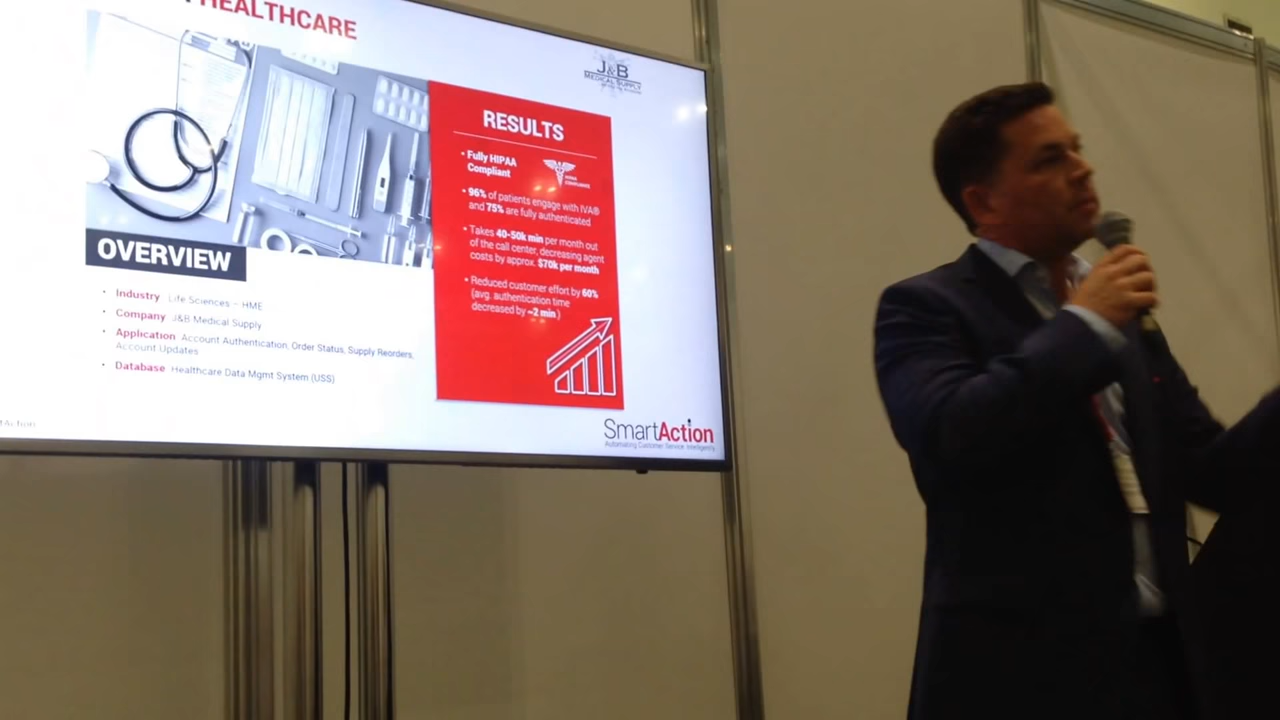 HEALTHCARE
J&B
MEDICAL SUPPLY
RESULTS
• Fully HIPAA
Compliant
HIPAA
COMPLIANCE
• 96% of patients engage with IVA®
and 75% are fully authenticated
• Takes 40-50k min per month out
of the call center, decreasing agent
costs by approx. $70k per month
• Reduced customer effort by 60%
(avg. authentication time
decreased by ~2 min.)
OVERVIEW
• Industry: Life Sciences – HME
• Company: J&B Medical Supply
• Application: Account Authentication, Order Status, Supply Reorders,
Account Updates
• Database: Healthcare Data Mgmt System (USS)
SmartAction
Automating Customer Service Intelligently